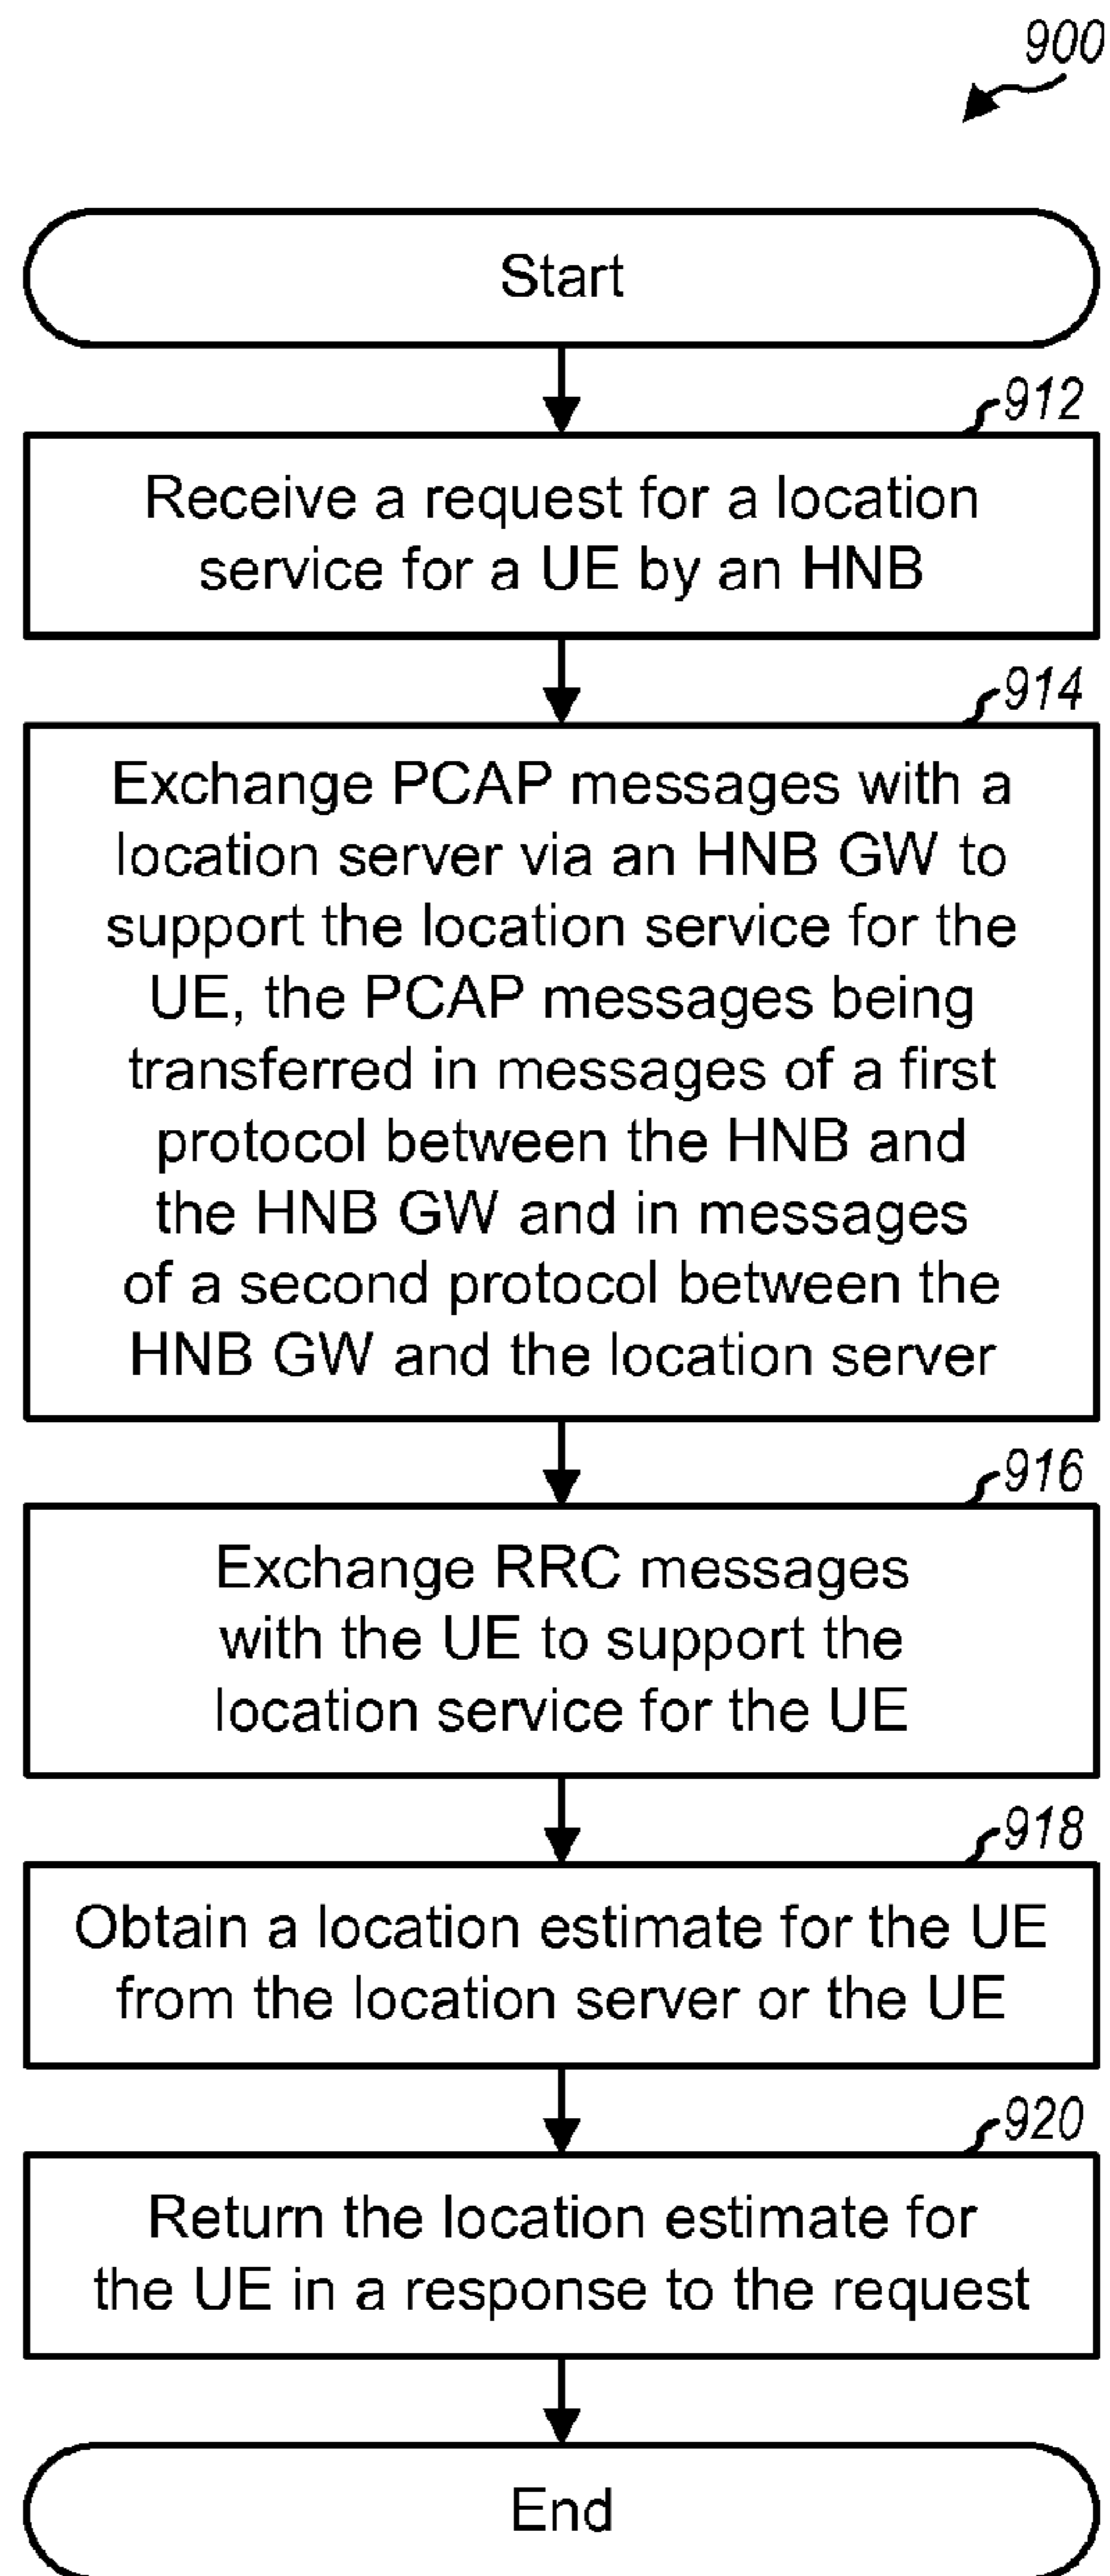 900
Start
912
Receive a request for a location
service for a UE by an HNB
914
Exchange PCAP messages with a
location server via an HNB GW to
support the location service for the
UE, the PCAP messages being
transferred in messages of a first
protocol between the HNB and
the HNB GW and in messages
of a second protocol between the
HNB GW and the location server
916
Exchange RRC messages
with the UE to support the
location service for the UE
918
Obtain a location estimate for the UE
from the location server or the UE
920
Return the location estimate for
the UE in a response to the request
End